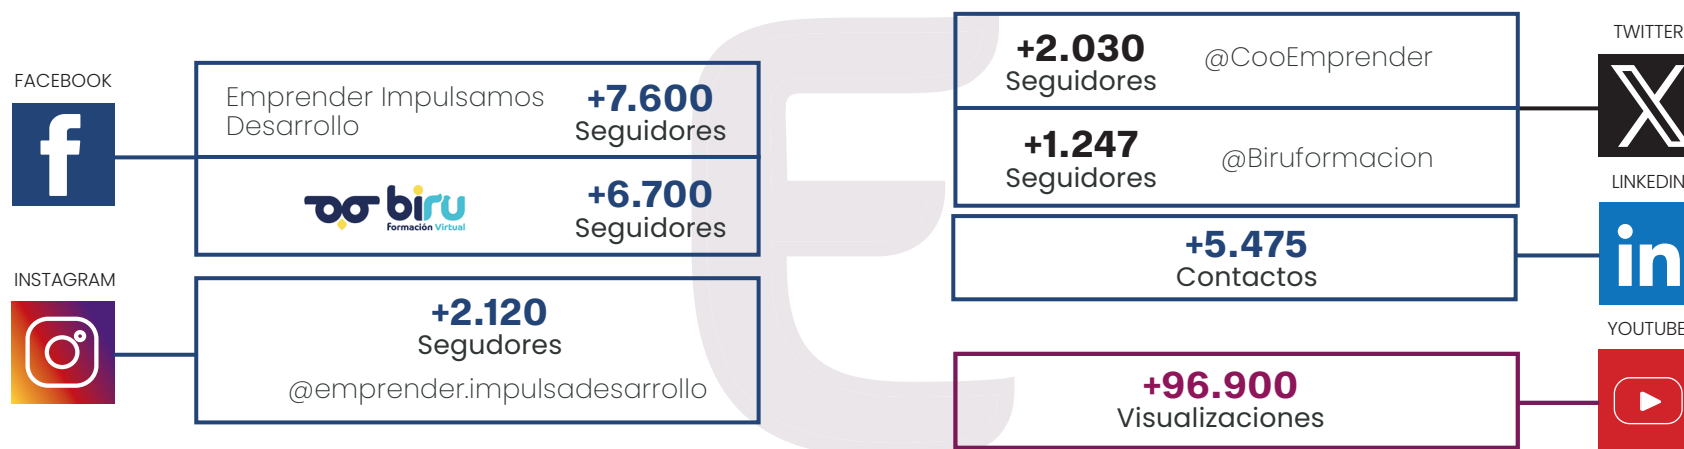 FACEBOOK
Emprender Impulsamos
Desarrollo
+7.600
Seguidores
biru
Formación Virtual
+6.700
Seguidores
INSTAGRAM
+2.120
Segudores
@emprender.impulsadesarrollo
TWITTER
+2.030
Seguidores
@CooEmprender
+1.247
Seguidores
@Biruformacion
LINKEDIN
in
+5.475
Contactos
YOUTUBE
+96.900
Visualizaciones